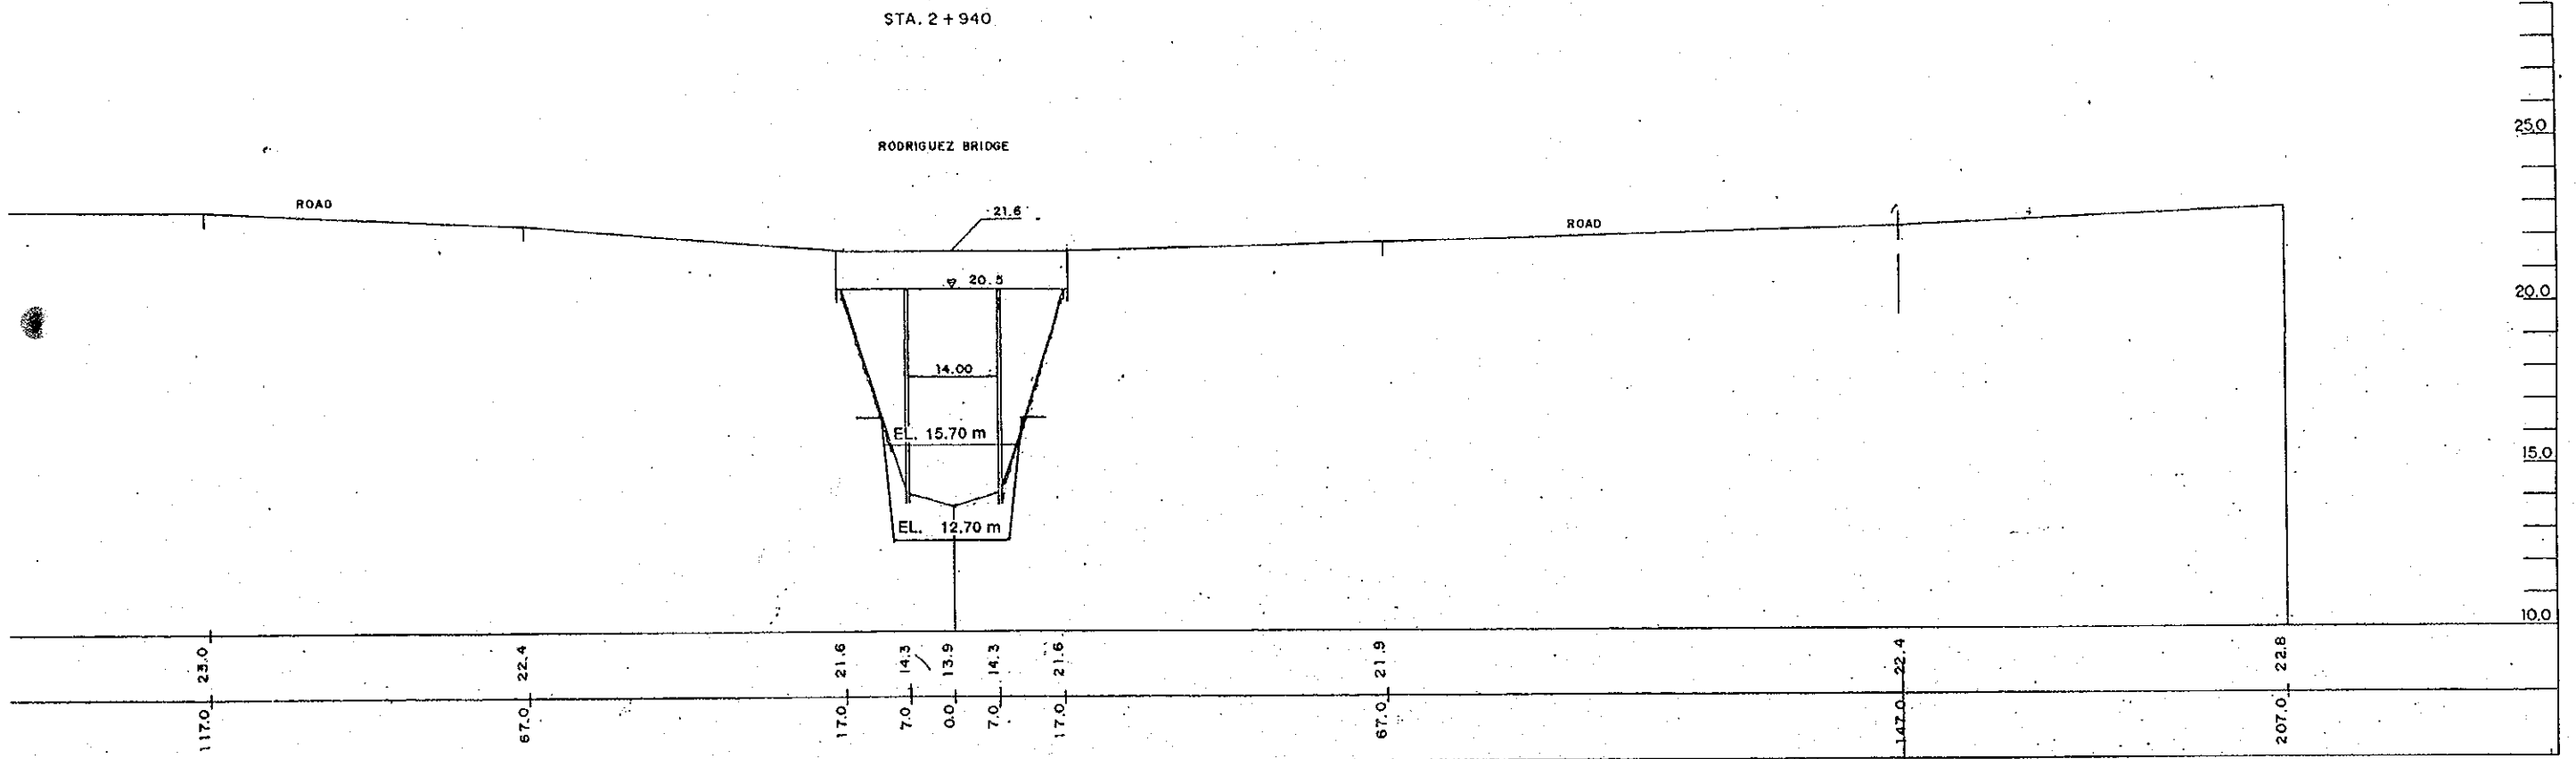 STA. 2+940
RODRIGUEZ BRIDGE
25.0
ROAD
21.6
ROAD
20.5
20.0
14.00
EL. 15.70 m
15.0
EL. 12.70 m
10.0
23.0 22.4 21.6 14.3 13.9 14.3 21.6 21.9 22.4 22.8
117.0 67.0 17.0 7.0 0.0 7.0 17.0 67.0 147.0 207.0